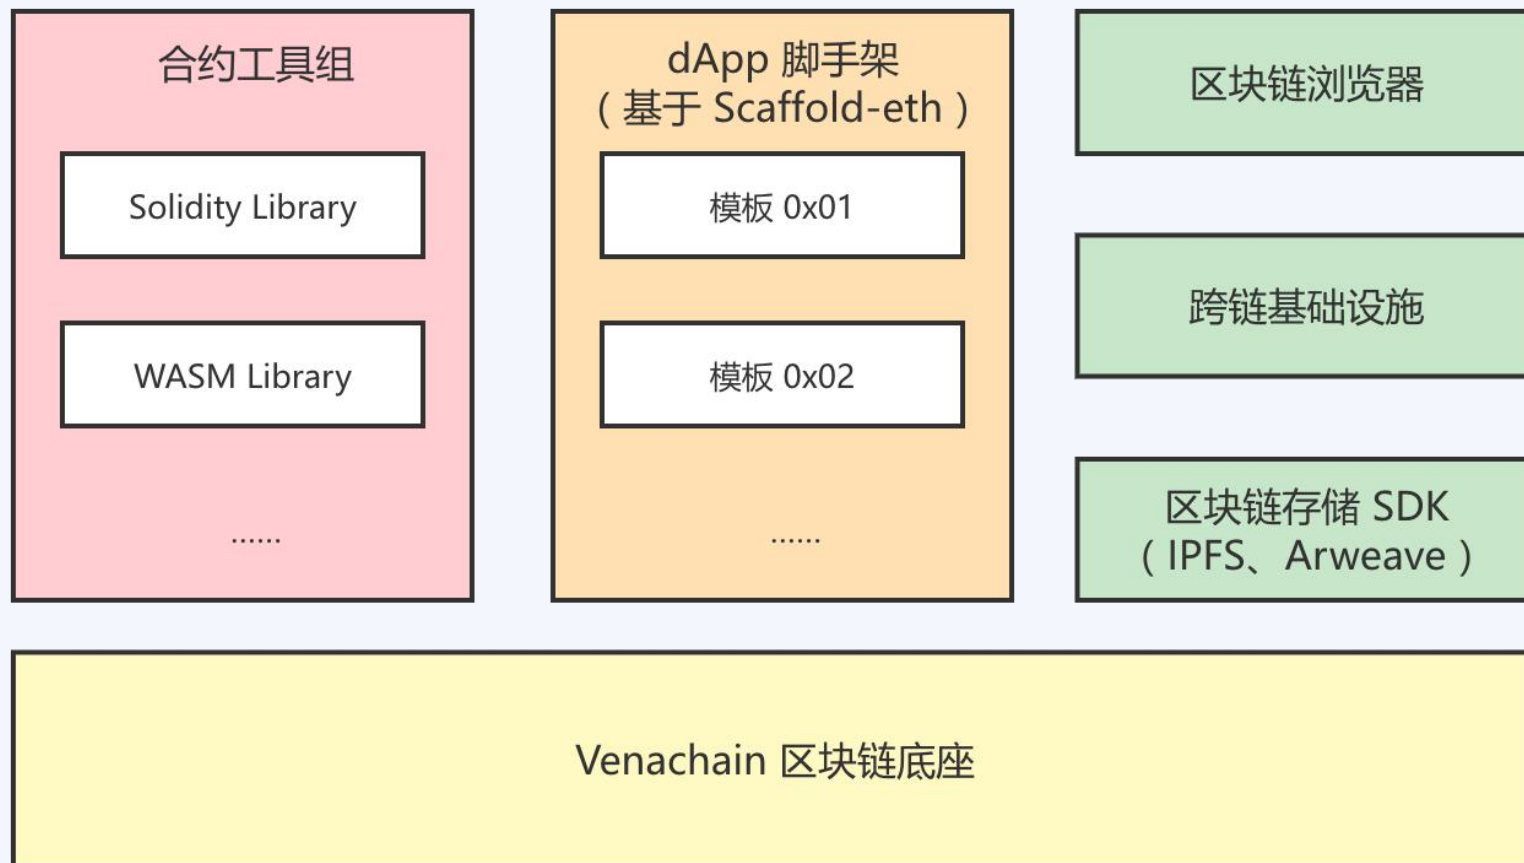 合约工具组
Solidity Library
WASM Library
......
dApp 脚手架
（基于 Scaffold-eth）
模板 0x01
模板 0x02
......
区块链浏览器
跨链基础设施
区块链存储 SDK
（IPFS、Arweave）
Venachain 区块链底座